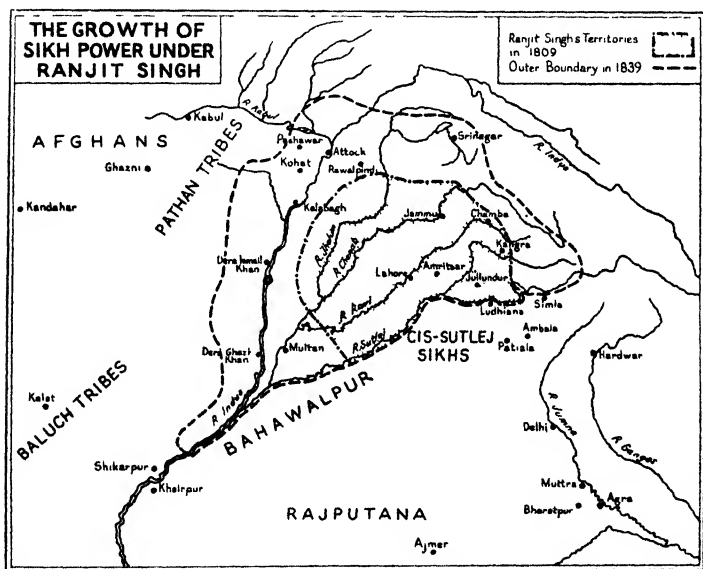 THE GROWTH OF
SIKH POWER UNDER
RANJIT SINGH
Ranjit Singh's Territories
in 1809
Outer Boundary in 1839
Kabul
R. Kabul
AFGHANS
Peshawar
Attock
Srinagar
R. Indus
Ghazni
PATHAN TRIBES
Kohat
Rawalpindi
Kandahar
Kalabagh
Jammu
Chamba
R. Jhelum
R. Chenab
Kangra
Dera Ismail
Khan
Lahore
Amritsar
Jullundur
R. Ravi
Ludhiana
Simla
Dera Ghazi
Khan
Multan
R. Sutlej
CIS-SUTLEJ
SIKHS
Ambala
Patiala
Hardwar
Kalat
BALUCH TRIBES
R. Indus
BAHAWALPUR
R. Jumna
Delhi
R. Ganges
Shikarpur
Khairpur
Muttra
Agra
Bharatpur
RAJPUTANA
Ajmer